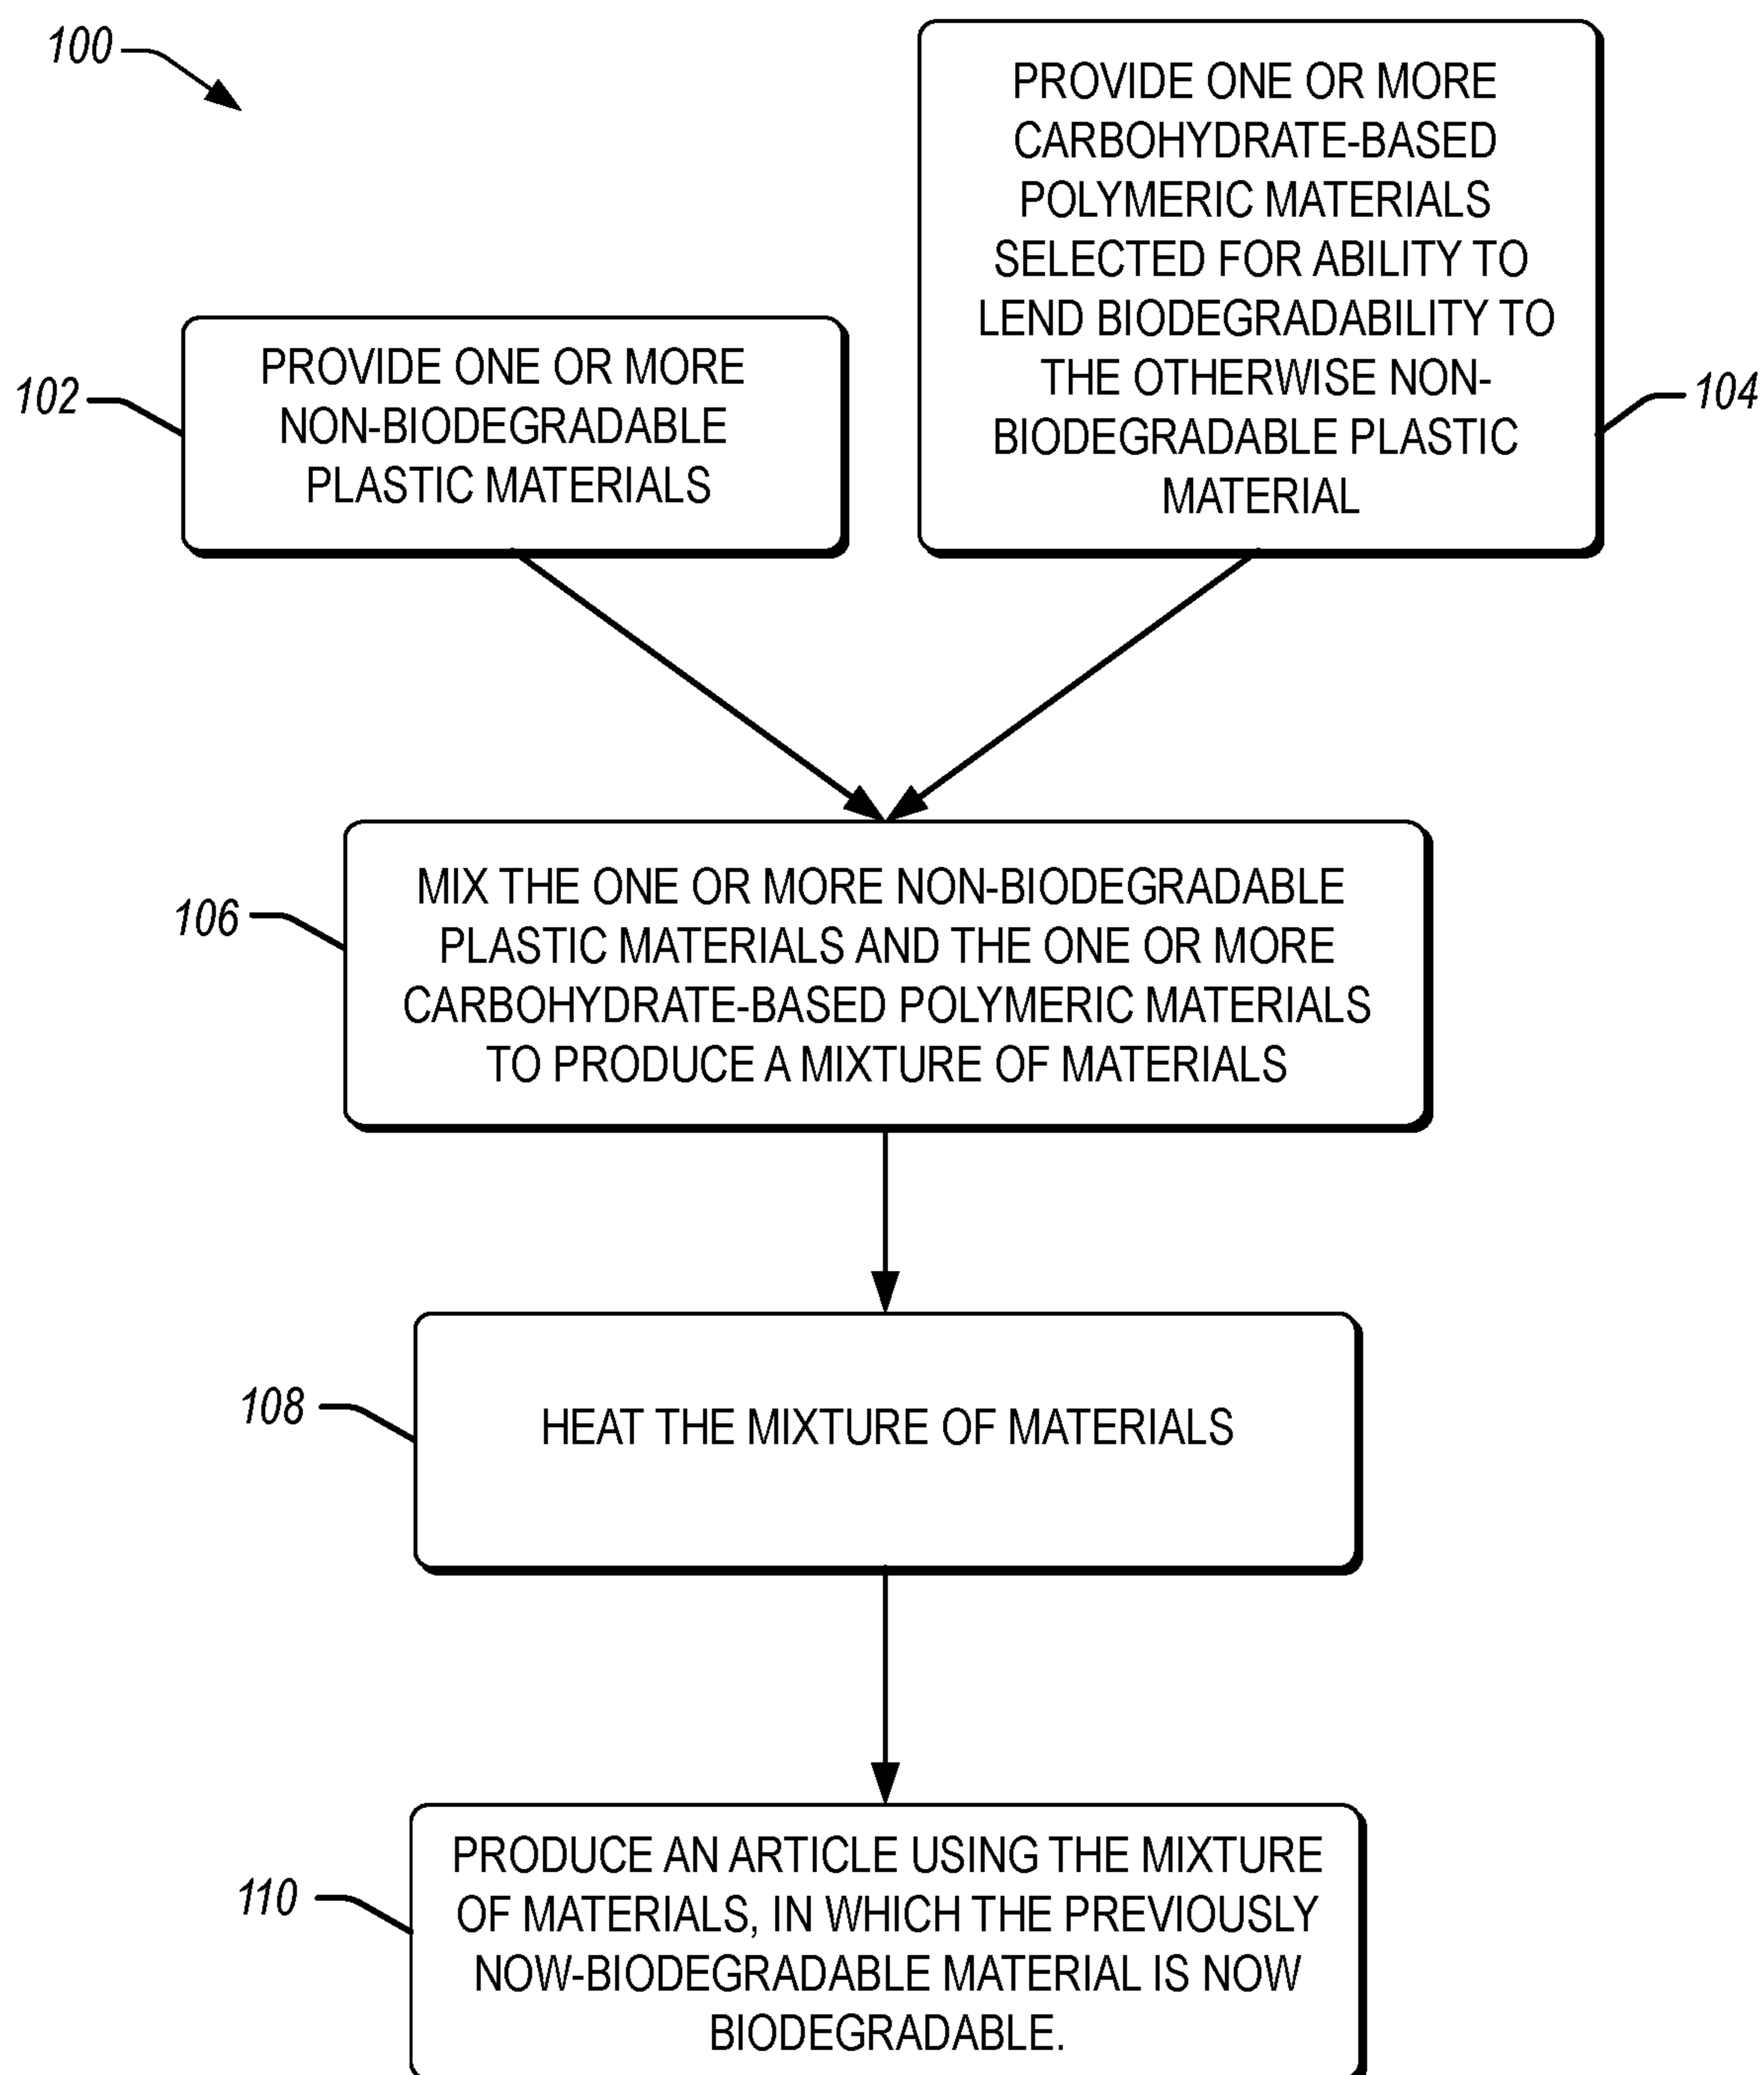 100
PROVIDE ONE OR MORE
CARBOHYDRATE-BASED
POLYMERIC MATERIALS
SELECTED FOR ABILITY TO
LEND BIODEGRADABILITY TO
THE OTHERWISE NON-
BIODEGRADABLE PLASTIC
MATERIAL
104
102
PROVIDE ONE OR MORE
NON-BIODEGRADABLE
PLASTIC MATERIALS
106
MIX THE ONE OR MORE NON-BIODEGRADABLE
PLASTIC MATERIALS AND THE ONE OR MORE
CARBOHYDRATE-BASED POLYMERIC MATERIALS
TO PRODUCE A MIXTURE OF MATERIALS
108
HEAT THE MIXTURE OF MATERIALS
110
PRODUCE AN ARTICLE USING THE MIXTURE
OF MATERIALS, IN WHICH THE PREVIOUSLY
NOW-BIODEGRADABLE MATERIAL IS NOW
BIODEGRADABLE.